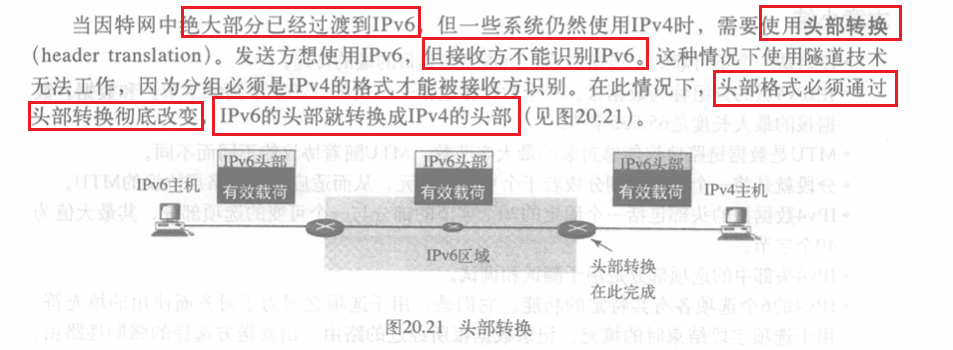 当因特网中绝大部分已经过渡到IPv6，但一些系统仍然使用IPv4时，需要使用头部转换
(header translation)。发送方想使用IPv6，但接收方不能识别IPv6。这种情况下使用隧道技术
无法工作，因为分组必须是IPv4的格式才能被接收方识别。在此情况下，头部格式必须通过
头部转换彻底改变，IPv6的头部就转换成IPv4的头部（见图20.21）。
IPv6头部 IPv6头部 IPv6头部
IPv6主机 有效载荷 有效载荷 有效载荷 IPv4主机
IPv6区域
头部转换
在此完成
图20.21 头部转换